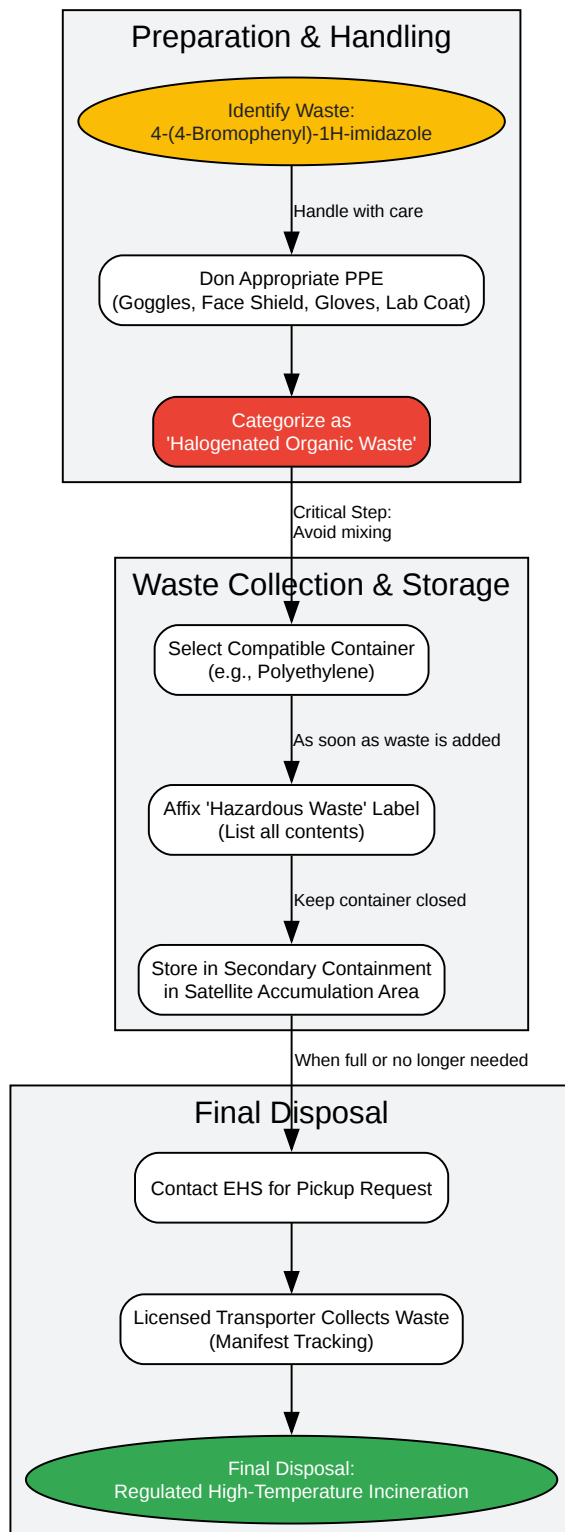 Preparation & Handling
Identify Waste:
4-(4-Bromophenyl)-1H-imidazole
Handle with care
Don Appropriate PPE
(Goggles, Face Shield, Gloves, Lab Coat)
Categorize as
'Halogenated Organic Waste'
Critical Step:
Avoid mixing
Waste Collection & Storage
Select Compatible Container
(e.g., Polyethylene)
As soon as waste is added
Affix 'Hazardous Waste' Label
(List all contents)
Keep container closed
Store in Secondary Containment
in Satellite Accumulation Area
When full or no longer needed
Final Disposal
Contact EHS for Pickup Request
Licensed Transporter Collects Waste
(Manifest Tracking)
Final Disposal:
Regulated High-Temperature Incineration